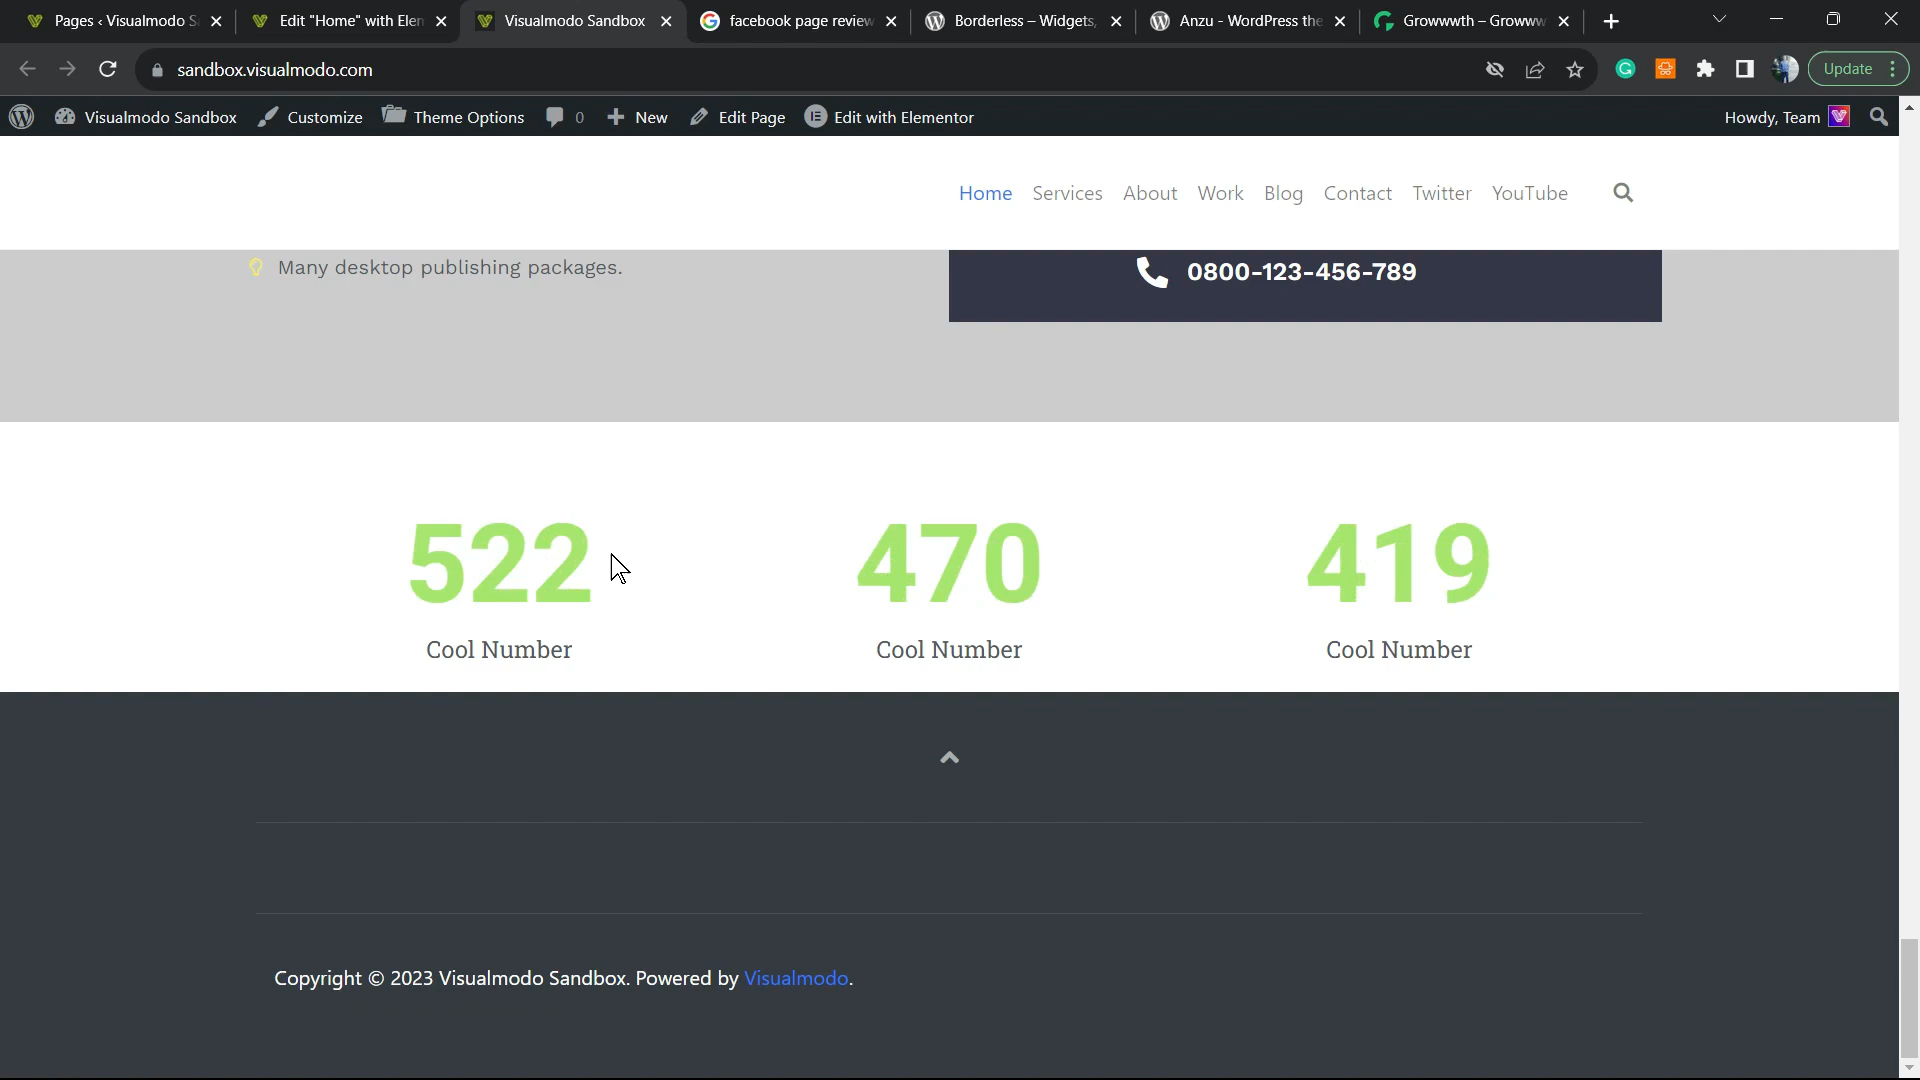 Pages ‹ Visualmodo S
Edit "Home" with Elem
Visualmodo Sandbox
facebook page review
Borderless – Widgets,
Anzu - WordPress the
Growwwth – Growww
sandbox.visualmodo.com
Update
Visualmodo Sandbox
Customize
Theme Options
0
New
Edit Page
Edit with Elementor
Howdy, Team
Home
Services
About
Work
Blog
Contact
Twitter
YouTube
Many desktop publishing packages.
0800-123-456-789
522
470
419
Cool Number
Cool Number
Cool Number
Copyright © 2023 Visualmodo Sandbox. Powered by Visualmodo.